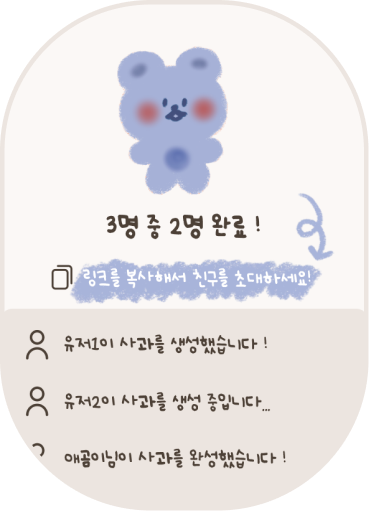 3명 중 2명 완료 !
링크를 복사해서 친구를 초대하세요!
유저1이 사과를 생성했습니다 !
유저2이 사과를 생성 중입니다...
애곰이님이 사과를 완성했습니다 !